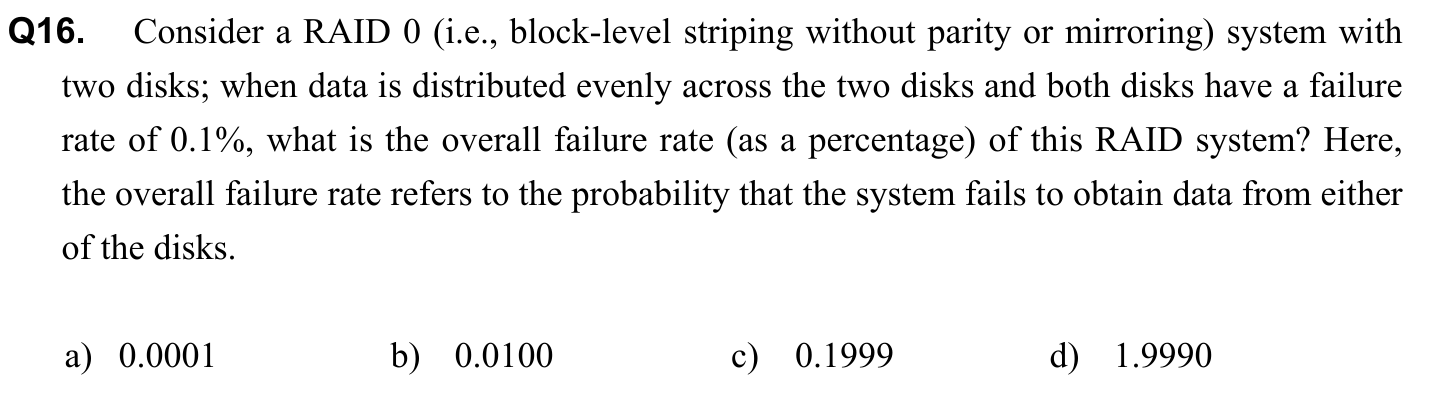 Q16. Consider a RAID 0 (i.e., block-level striping without parity or mirroring) system with
two disks; when data is distributed evenly across the two disks and both disks have a failure
rate of 0.1%, what is the overall failure rate (as a percentage) of this RAID system? Here,
the overall failure rate refers to the probability that the system fails to obtain data from either
of the disks.
a) 0.0001 b) 0.0100 c) 0.1999 d) 1.9990